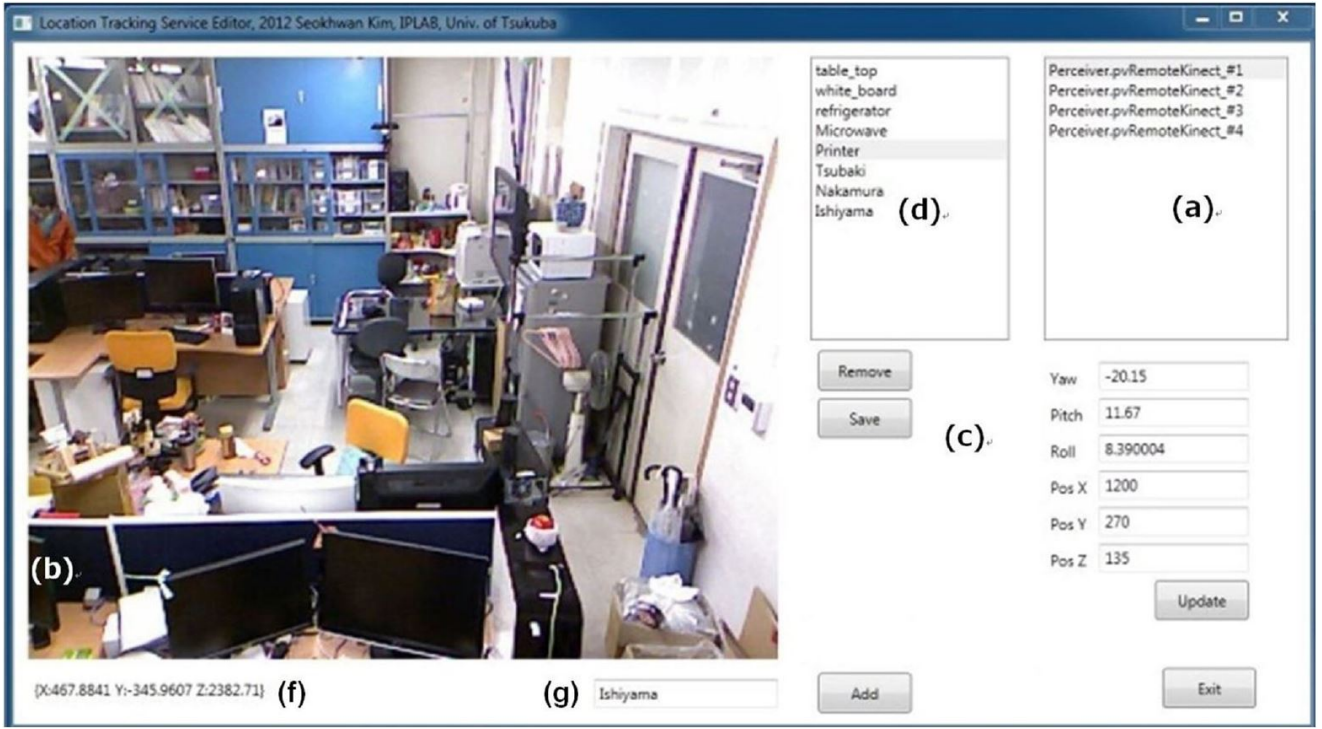 Location Tracking Service Editor, 2012 Seokhwan Kim, IPLAB, Univ. of Tsukuba
table_top
white_board
refrigerator
Microwave
Printer
Tsubaki
Nakamura
Ishiyama
(d)
Perceiver.pvRemoteKinect_#1
Perceiver.pvRemoteKinect_#2
Perceiver.pvRemoteKinect_#3
Perceiver.pvRemoteKinect_#4
(a)
Remove
Save
(c)
Yaw -20.15
Pitch 11.67
Roll 8.390004
Pos X 1200
Pos Y 270
Pos Z 135
Update
(b)
{X:467.8841 Y:-345.9607 Z:2382.71} (f)
(g) Ishiyama
Add
Exit